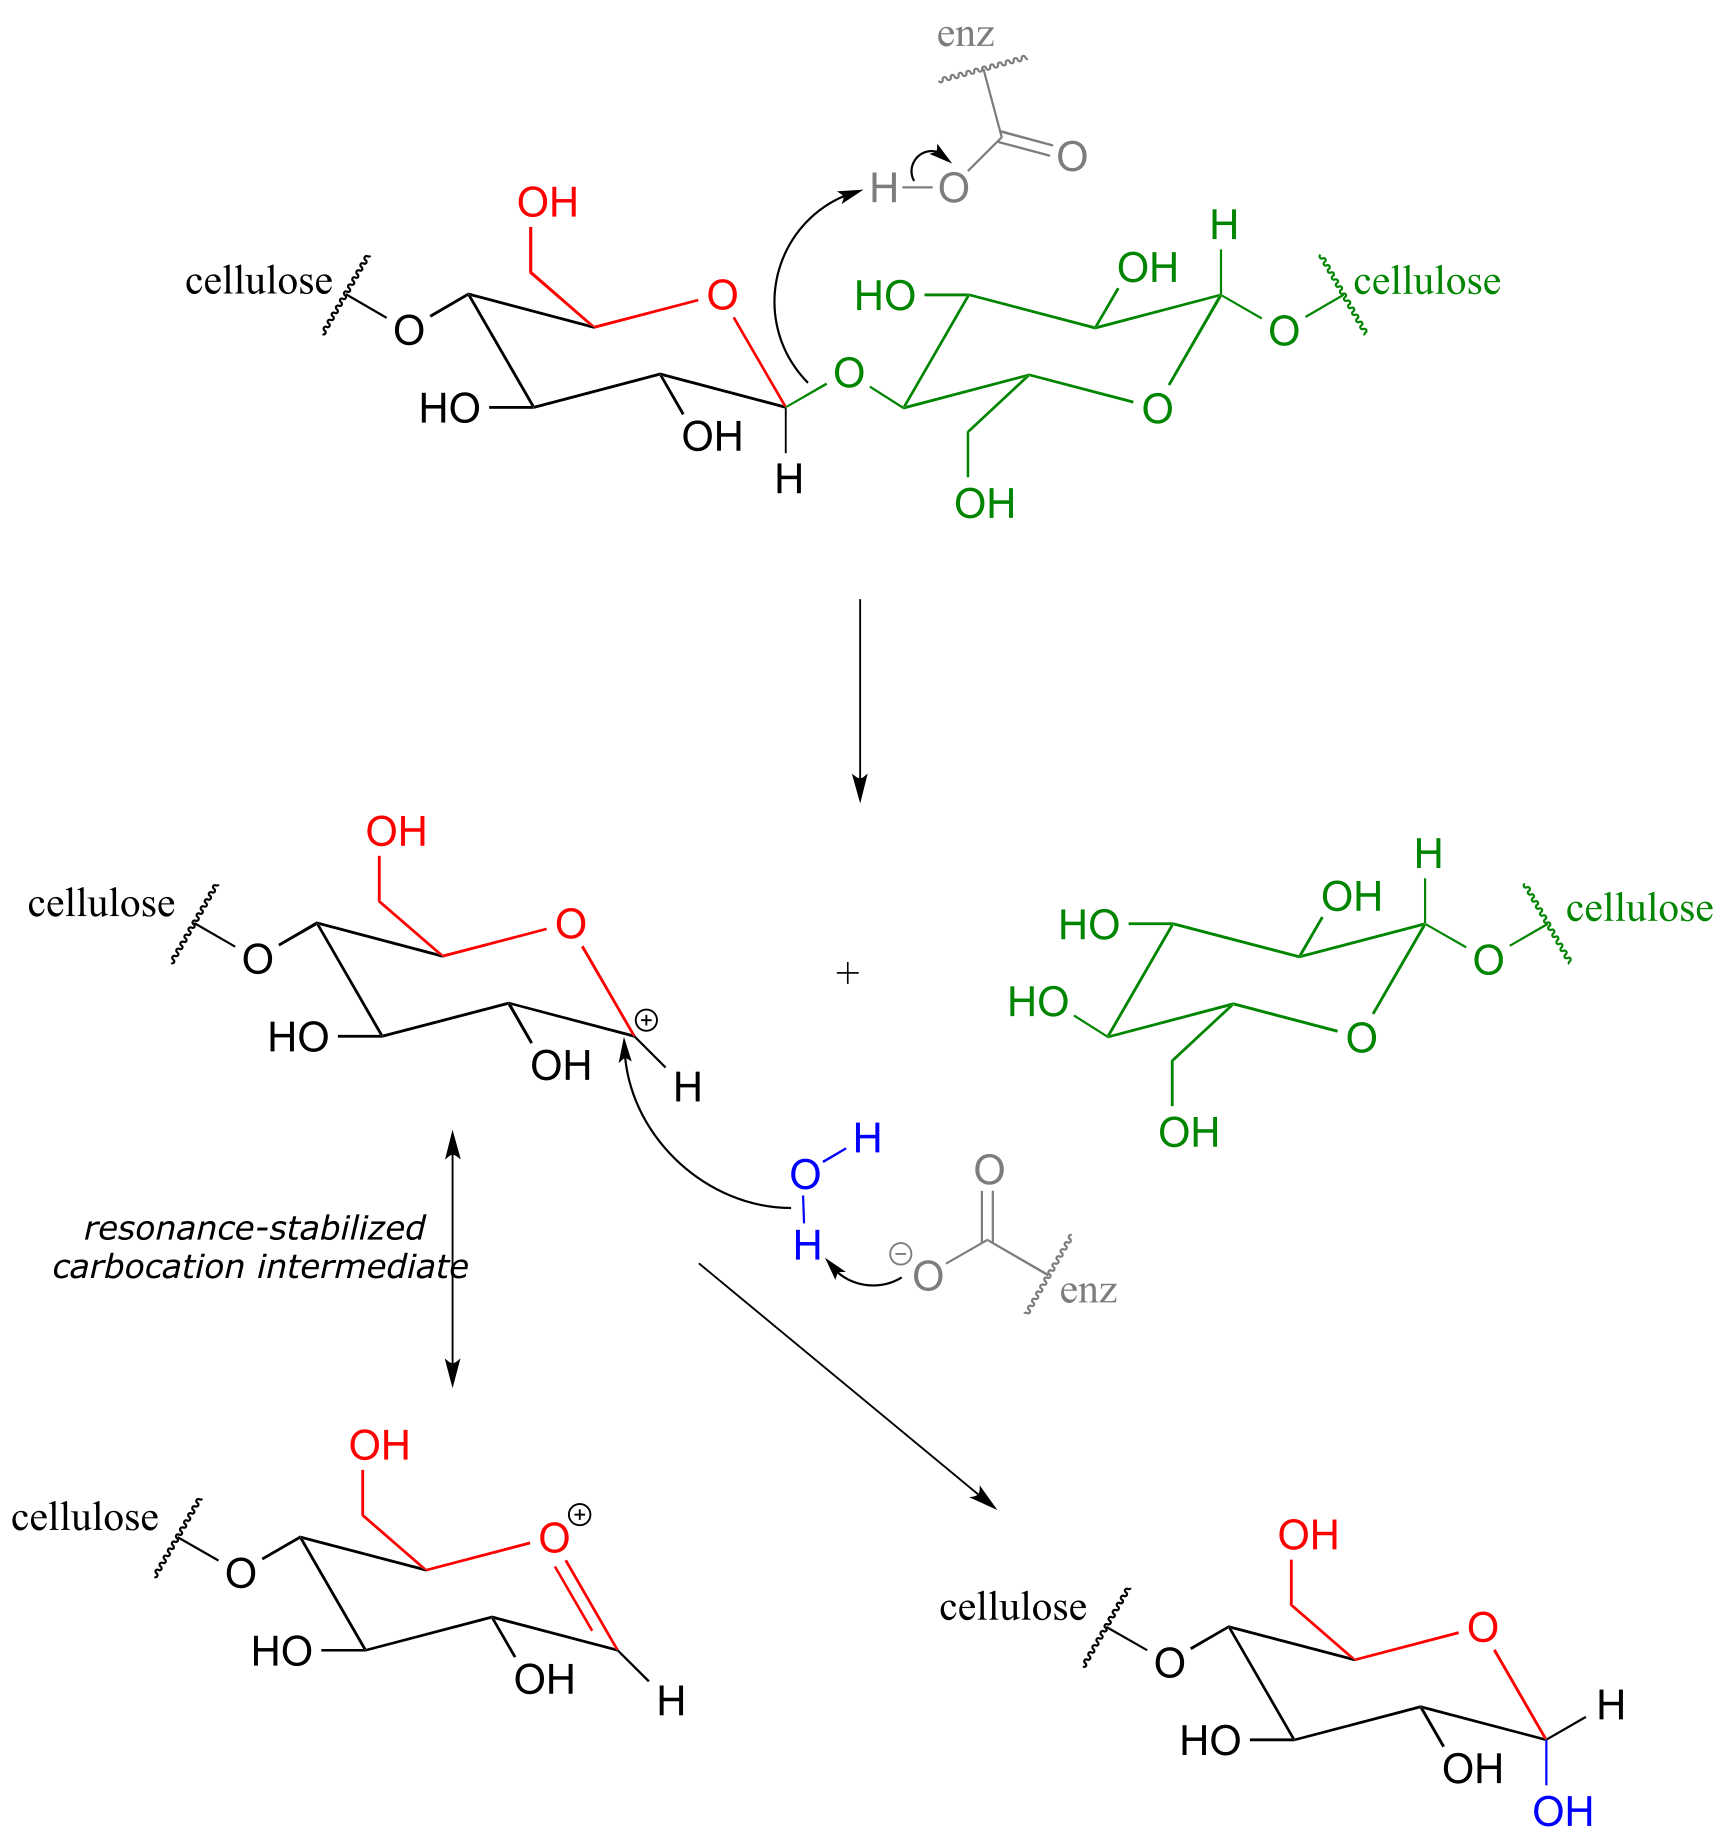 enz
H
O
O
OH
H
cellulose
O
O
HO
OH
cellulose
O
O
HO
OH
H
O
OH
OH
H
cellulose
O
O
HO
OH
H
+
HO
OH
cellulose
O
HO
O
OH
resonance-stabilized
carbocation intermediate
H
O
H
O
⊖
O
enz
OH
cellulose
O⊕
O
HO
OH
H
OH
cellulose
O
O
H
HO
OH
OH